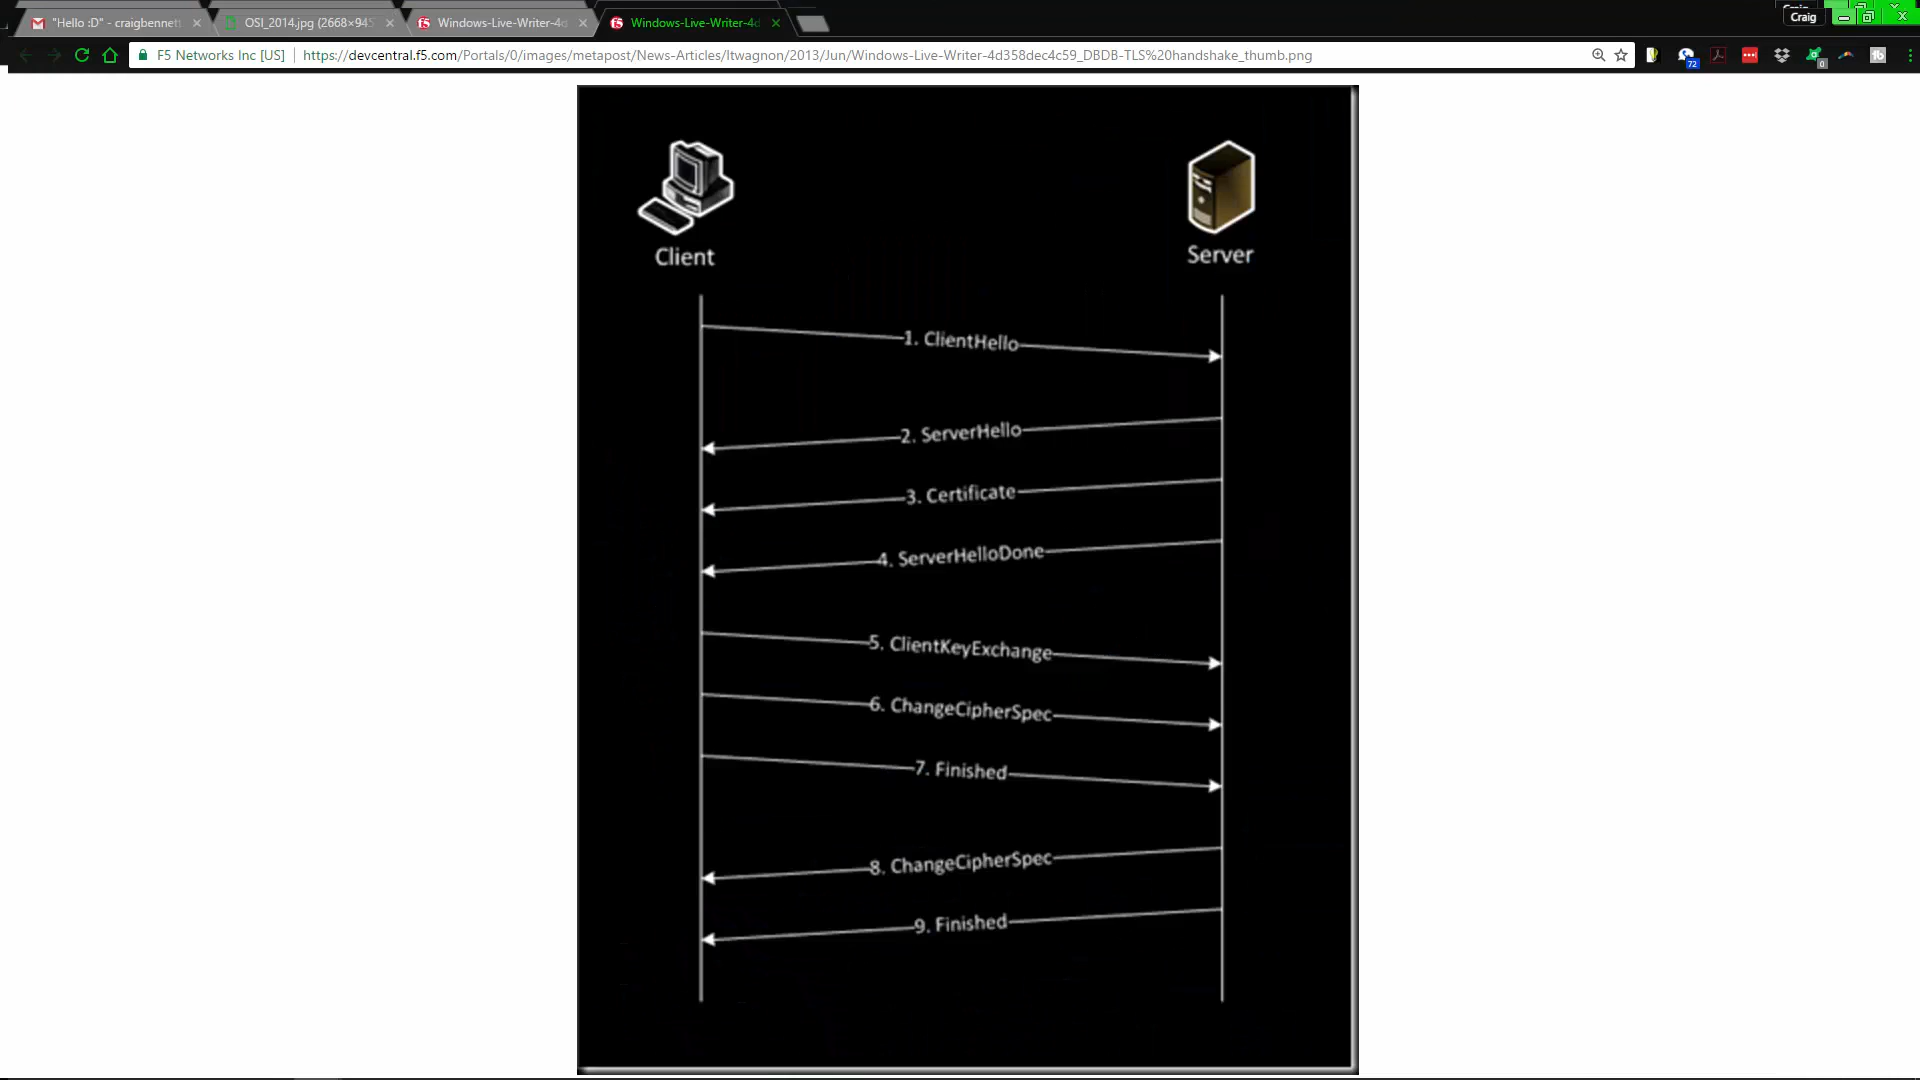 "Hello :D" - craigbennett
OSI_2014.jpg (2668×945
Windows-Live-Writer-4d
Windows-Live-Writer-4d
Craig
F5 Networks Inc [US]
https://devcentral.f5.com/Portals/0/images/metapost/News-Articles/ltwagnon/2013/Jun/Windows-Live-Writer-4d358dec4c59_DBDB-TLS%20handshake_thumb.png
72
0
Client
Server
1. ClientHello
2. ServerHello
3. Certificate
4. ServerHelloDone
5. ClientKeyExchange
6. ChangeCipherSpec
7. Finished
8. ChangeCipherSpec
9. Finished